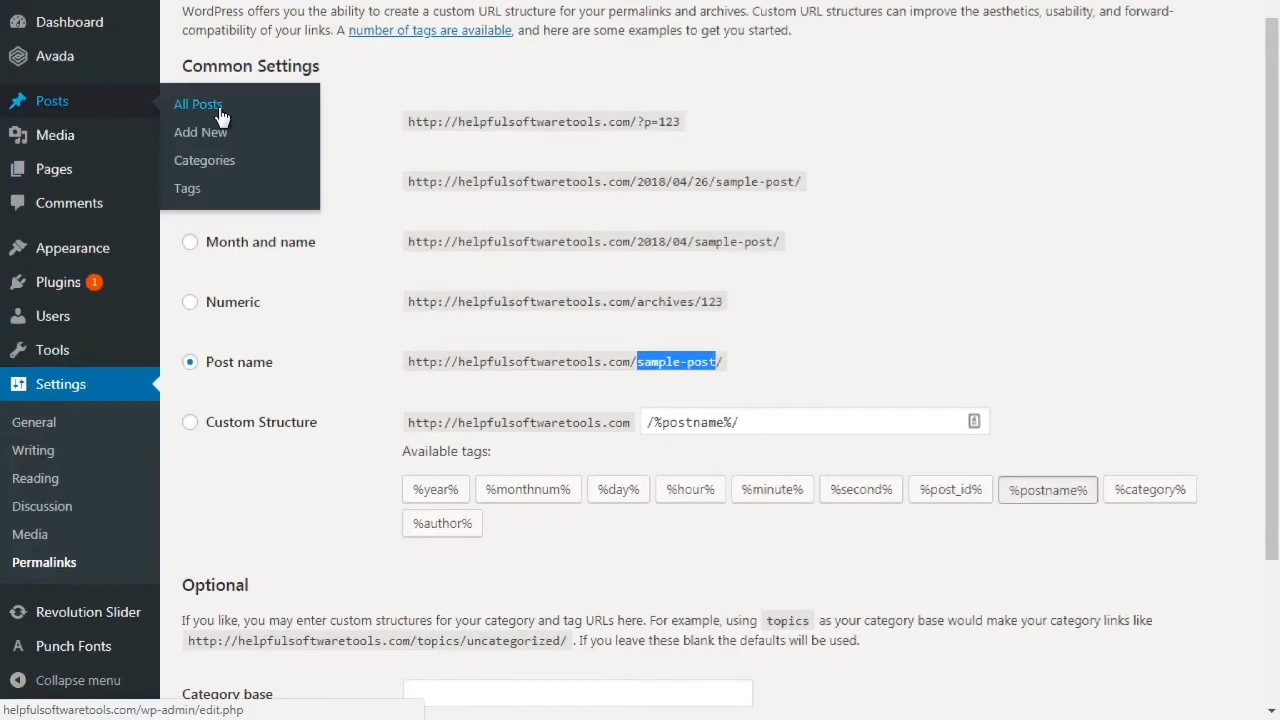 Dashboard
Avada
Posts
Media
Pages
Comments
Appearance
Plugins 1
Users
Tools
Settings
General
Writing
Reading
Discussion
Media
Permalinks
Revolution Slider
Punch Fonts
Collapse menu
All Posts
Add New
Categories
Tags
WordPress offers you the ability to create a custom URL structure for your permalinks and archives. Custom URL structures can improve the aesthetics, usability, and forward-
compatibility of your links. A number of tags are available, and here are some examples to get you started.
Common Settings
http://helpfulsoftwaretools.com/?p=123
http://helpfulsoftwaretools.com/2018/04/26/sample-post/
Month and name http://helpfulsoftwaretools.com/2018/04/sample-post/
Numeric http://helpfulsoftwaretools.com/archives/123
Post name http://helpfulsoftwaretools.com/sample-post/
Custom Structure http://helpfulsoftwaretools.com /%postname%/
Available tags:
%year% %monthnum% %day% %hour% %minute% %second% %post_id% %postname% %category%
%author%
Optional
If you like, you may enter custom structures for your category and tag URLs here. For example, using topics as your category base would make your category links like
http://helpfulsoftwaretools.com/topics/uncategorized/ . If you leave these blank the defaults will be used.
Category base
helpfulsoftwaretools.com/wp-admin/edit.php